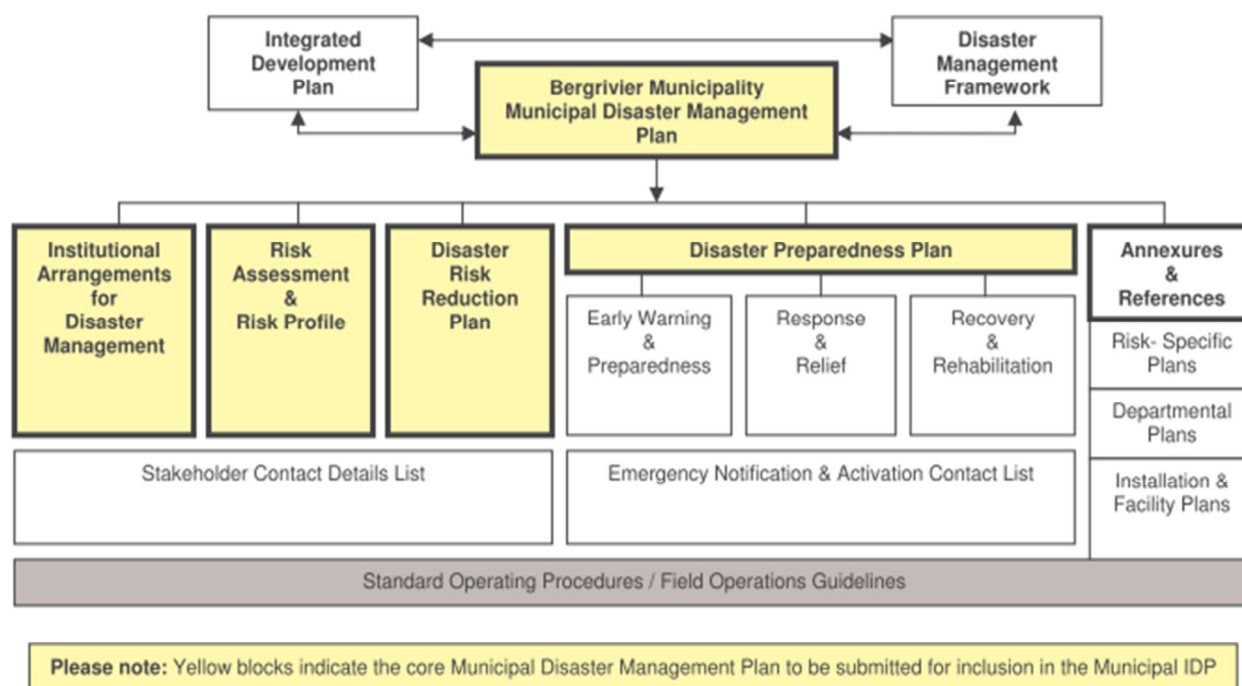 Integrated
Development
Plan
Disaster
Management
Framework
Bergrivier Municipality
Municipal Disaster Management
Plan
Institutional
Arrangements
for
Disaster
Management
Risk
Assessment
&
Risk Profile
Disaster
Risk
Reduction
Plan
Disaster Preparedness Plan
Early Warning
&
Preparedness
Response
&
Relief
Recovery
&
Rehabilitation
Annexures
&
References
Risk- Specific
Plans
Departmental
Plans
Installation &
Facility Plans
Stakeholder Contact Details List
Emergency Notification & Activation Contact List
Standard Operating Procedures / Field Operations Guidelines
Please note: Yellow blocks indicate the core Municipal Disaster Management Plan to be submitted for inclusion in the Municipal IDP